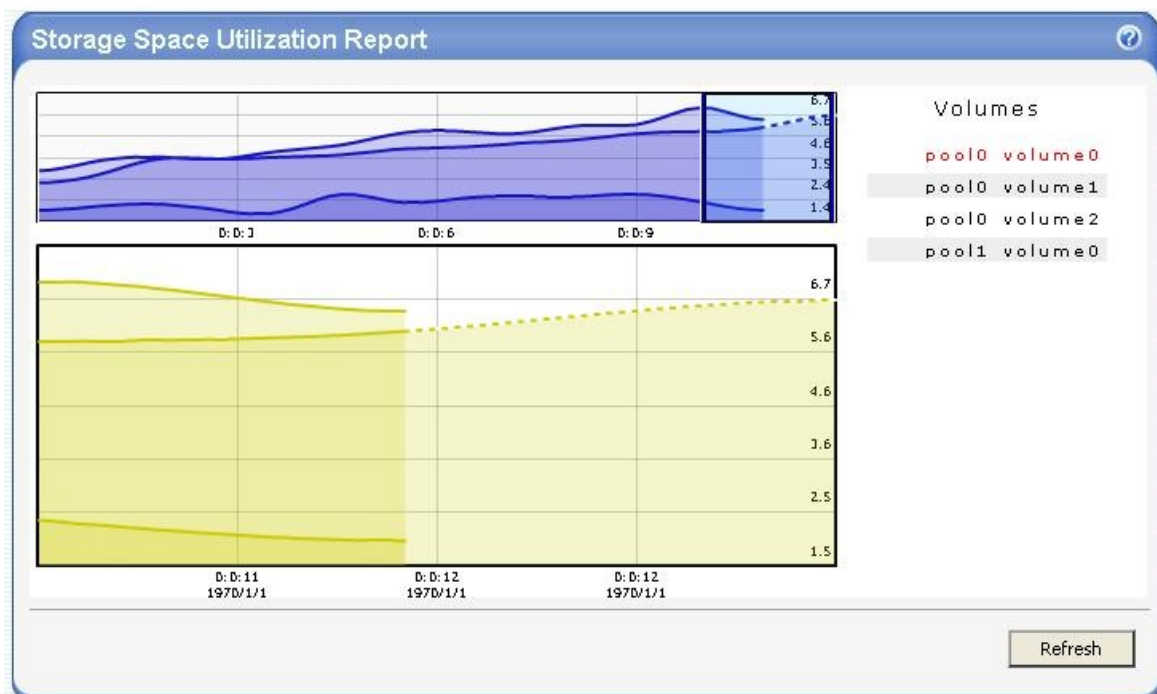 Storage Space Utilization Report
6.7
5.6
4.6
3.5
2.4
1.4
0:0:3 0:0:6 0:0:9
Volumes
pool0 volume0
pool0 volume1
pool0 volume2
pool1 volume0
6.7
5.6
4.6
3.6
2.5
1.5
0:0:11 0:0:12 0:0:12
1970/1/1 1970/1/1 1970/1/1
Refresh